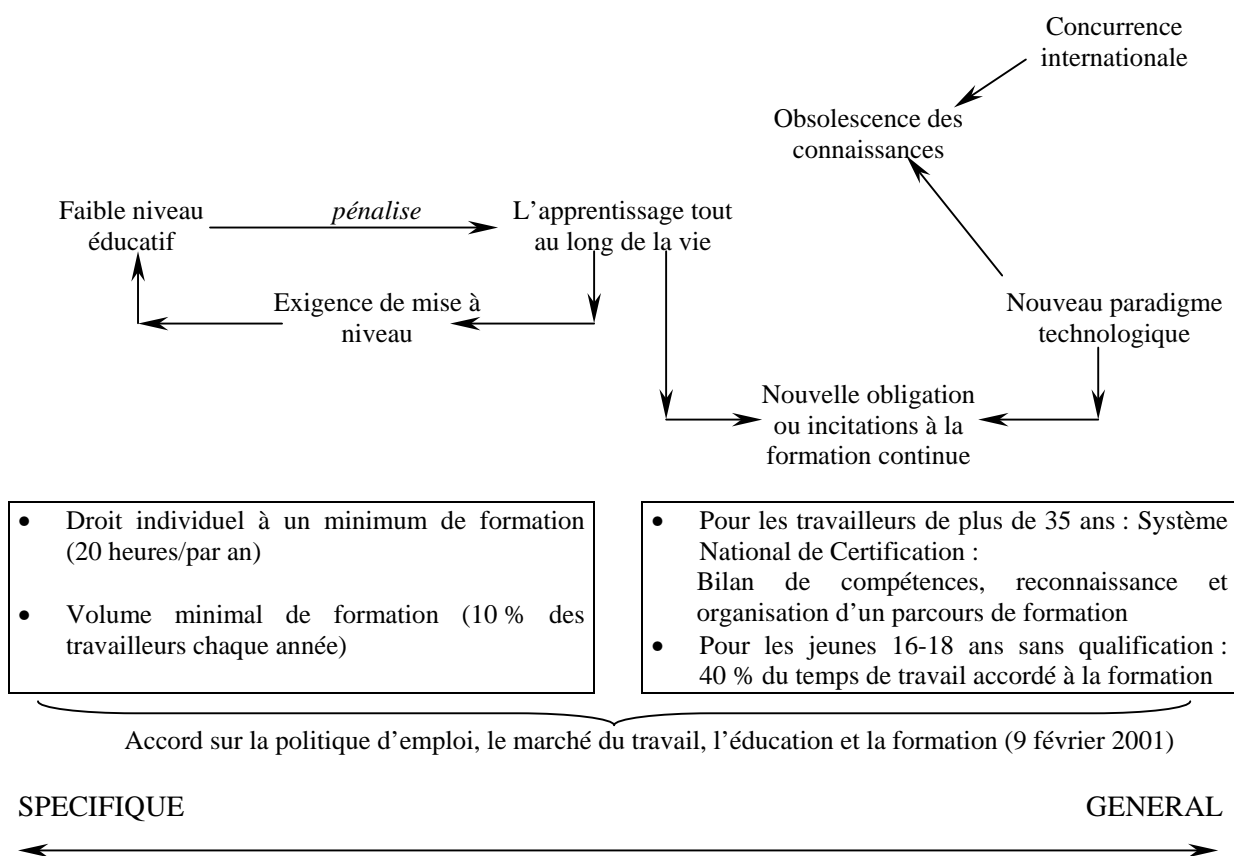 Concurrence
internationale
Obsolescence des
connaissances
Faible niveau
éducatif
pénalise
L’apprentissage tout
au long de la vie
Exigence de mise à
niveau
Nouveau paradigme
technologique
Nouvelle obligation
ou incitations à la
formation continue
• Droit individuel à un minimum de formation
(20 heures/par an)
• Volume minimal de formation (10 % des
travailleurs chaque année)
• Pour les travailleurs de plus de 35 ans : Système
National de Certification :
Bilan de compétences, reconnaissance et
organisation d’un parcours de formation
• Pour les jeunes 16-18 ans sans qualification :
40 % du temps de travail accordé à la formation
Accord sur la politique d’emploi, le marché du travail, l’éducation et la formation (9 février 2001)
SPECIFIQUE GENERAL